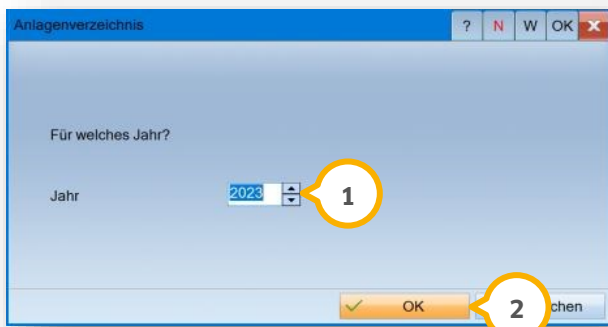 Anlagenverzeichnis ? N W OK X
Für welches Jahr?
Jahr 2023 1
OK 2 chen